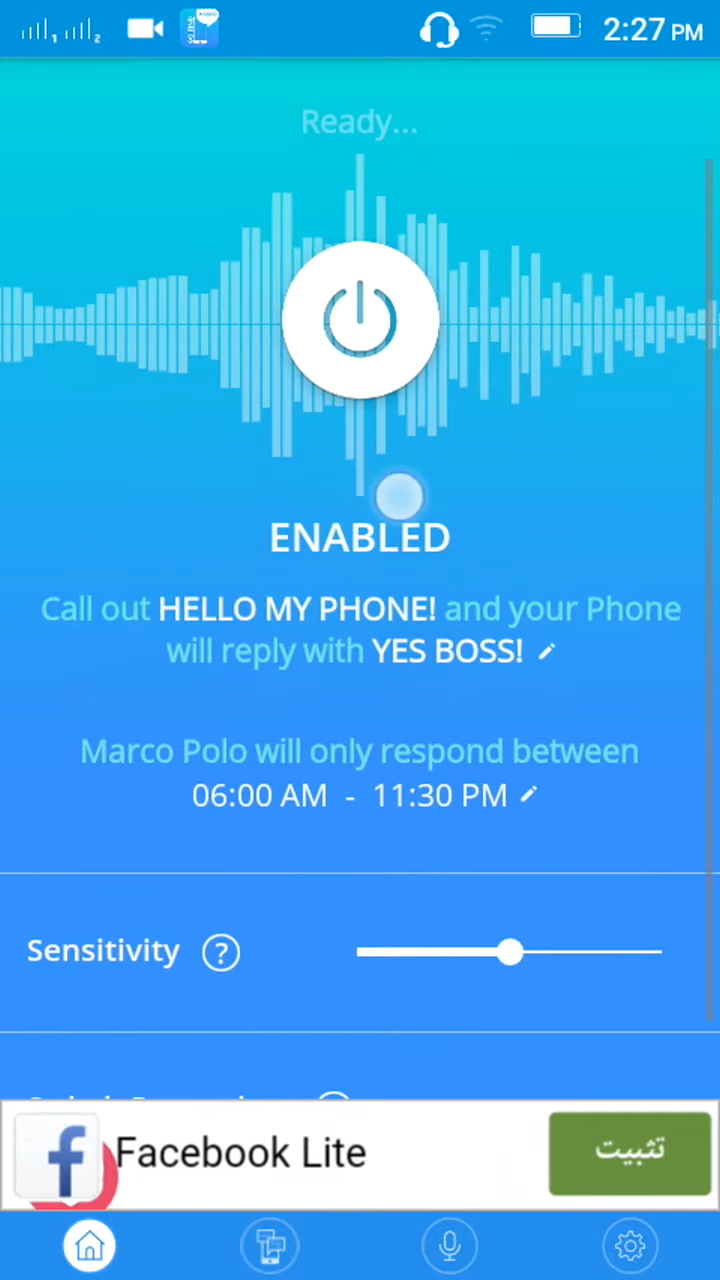 2:27 PM
Ready...
ENABLED
Call out HELLO MY PHONE! and your Phone
will reply with YES BOSS!
Marco Polo will only respond between
06:00 AM - 11:30 PM
Sensitivity ?
Facebook Lite
تثبيت